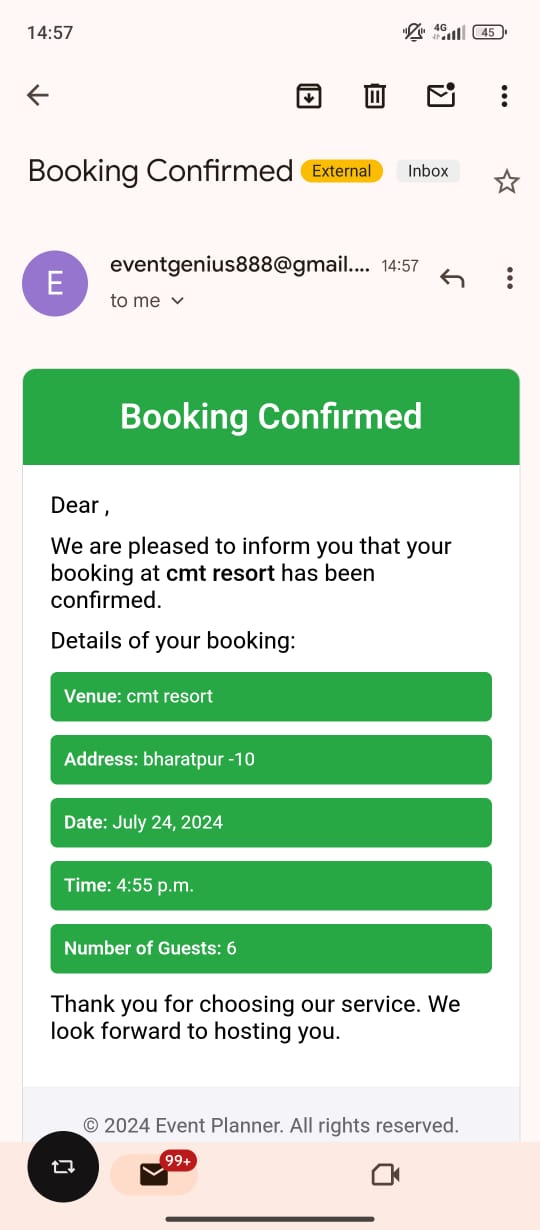 14:57
4G
45
Booking Confirmed External Inbox
E
eventgenius888@gmail.... 14:57
to me
Booking Confirmed
Dear ,
We are pleased to inform you that your
booking at cmt resort has been
confirmed.
Details of your booking:
Venue: cmt resort
Address: bharatpur -10
Date: July 24, 2024
Time: 4:55 p.m.
Number of Guests: 6
Thank you for choosing our service. We
look forward to hosting you.
© 2024 Event Planner. All rights reserved.
99+